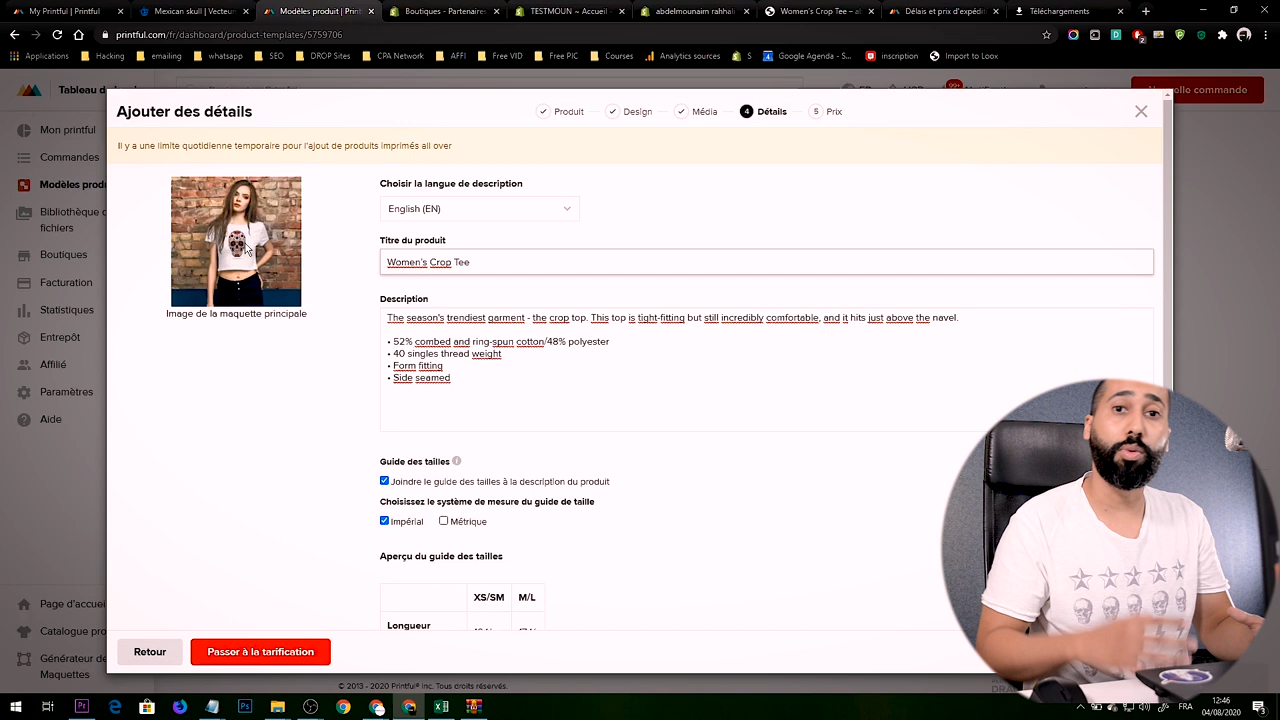 My Printful
Mexican skull | Vecteu
Modèles produit | Print
Boutiques - Partenaire
TESTMOUN ~ Accueil -
abdelmounaim rahhal
Women's Crop Tee – ab
Délais et prix d'expédit
Téléchargements
printful.com/fr/dashboard/product-templates/5759706
Applications
Hacking
emailing
whatsapp
SEO
DROP Sites
CPA Network
AFFI
Free VID
Free PIC
Courses
Analytics sources
S
Google Agenda - S...
inscription
Import to Loox
Tableau de
99+
commande
Ajouter des détails
Produit
Design
Média
4 Détails
5 Prix
Il y a une limite quotidienne temporaire pour l'ajout de produits imprimés all over
Mon profil
Commandes
Modèles prod
Bibliothèque
de fichiers
Boutiques
Facturation
Statistiques
Entrepôt
Affilié
Paramètres
Aide
Page d'accueil
Catalogue pro
Générateur de
Maquettes
Image de la maquette principale
Choisir la langue de description
English (EN)
Titre du produit
Women's Crop Tee
Description
The season's trendiest garment - the crop top. This top is tight-fitting but still incredibly comfortable, and it hits just above the navel.
• 52% combed and ring-spun cotton/48% polyester
• 40 singles thread weight
• Form fitting
• Side seamed
Guide des tailles
Joindre le guide des tailles à la description du produit
Choisissez le système de mesure du guide de taille
Impérial
Métrique
Aperçu du guide des tailles
XS/SM
M/L
Longueur
Retour
Passer à la tarification
© 2013 - 2020 Printful® inc. Tous droits réservés.
FRA
12:46
04/08/2020